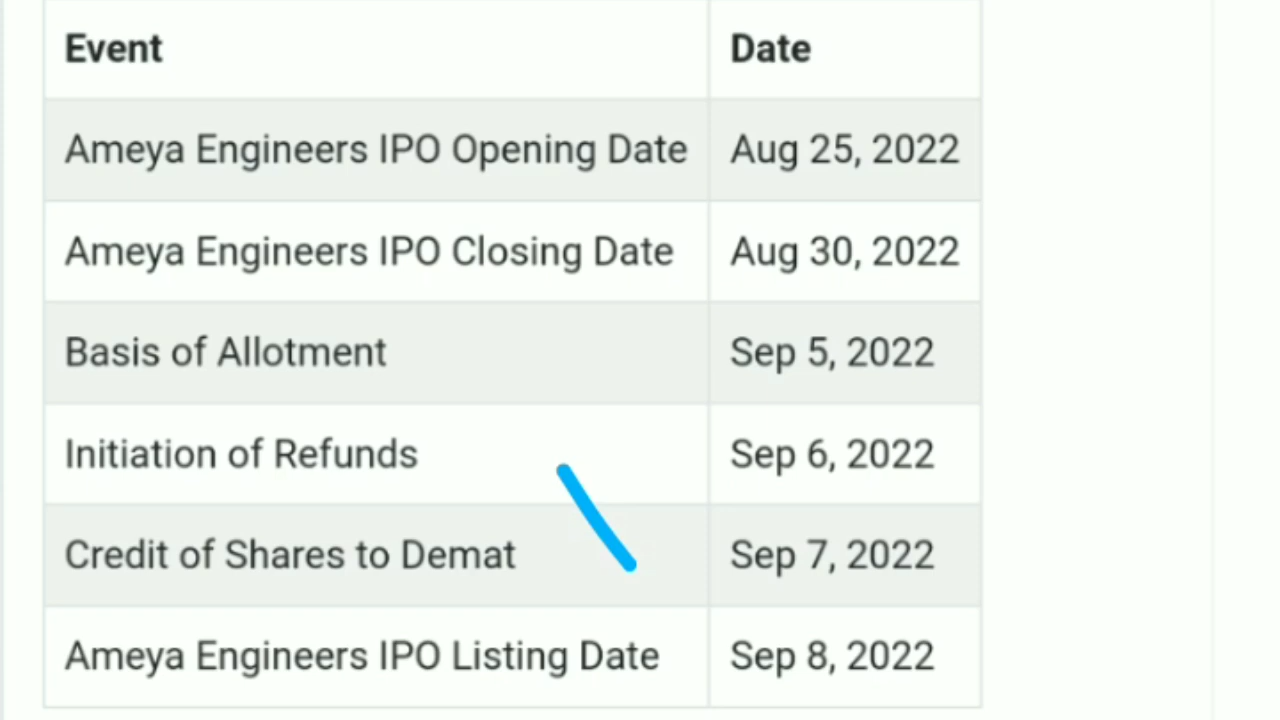 Event Date
Ameya Engineers IPO Opening Date Aug 25, 2022
Ameya Engineers IPO Closing Date Aug 30, 2022
Basis of Allotment Sep 5, 2022
Initiation of Refunds Sep 6, 2022
Credit of Shares to Demat Sep 7, 2022
Ameya Engineers IPO Listing Date Sep 8, 2022